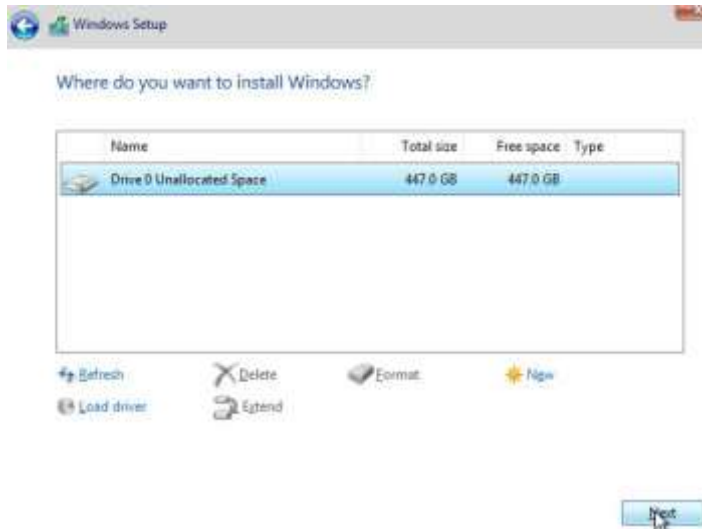 Windows Setup
Where do you want to install Windows?
Name Total size Free space Type
Drive 0 Unallocated Space 447.0 GB 447.0 GB
Refresh Delete Format New
Load driver Extend
Next